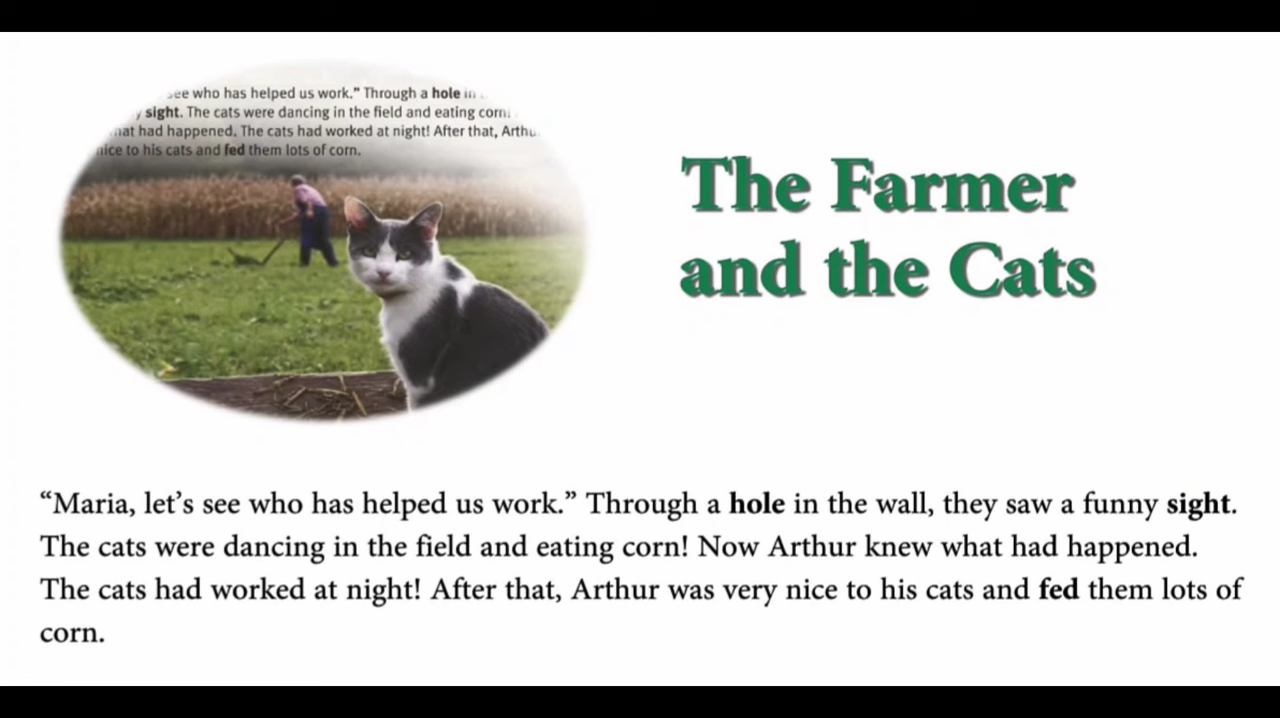 see who has helped us work.” Through a hole in
sight. The cats were dancing in the field and eating corn!
had happened. The cats had worked at night! After that,
nice to his cats and fed them lots of corn.
The Farmer
and the Cats
“Maria, let’s see who has helped us work.” Through a hole in the wall, they saw a funny sight.
The cats were dancing in the field and eating corn! Now Arthur knew what had happened.
The cats had worked at night! After that, Arthur was very nice to his cats and fed them lots of
corn.